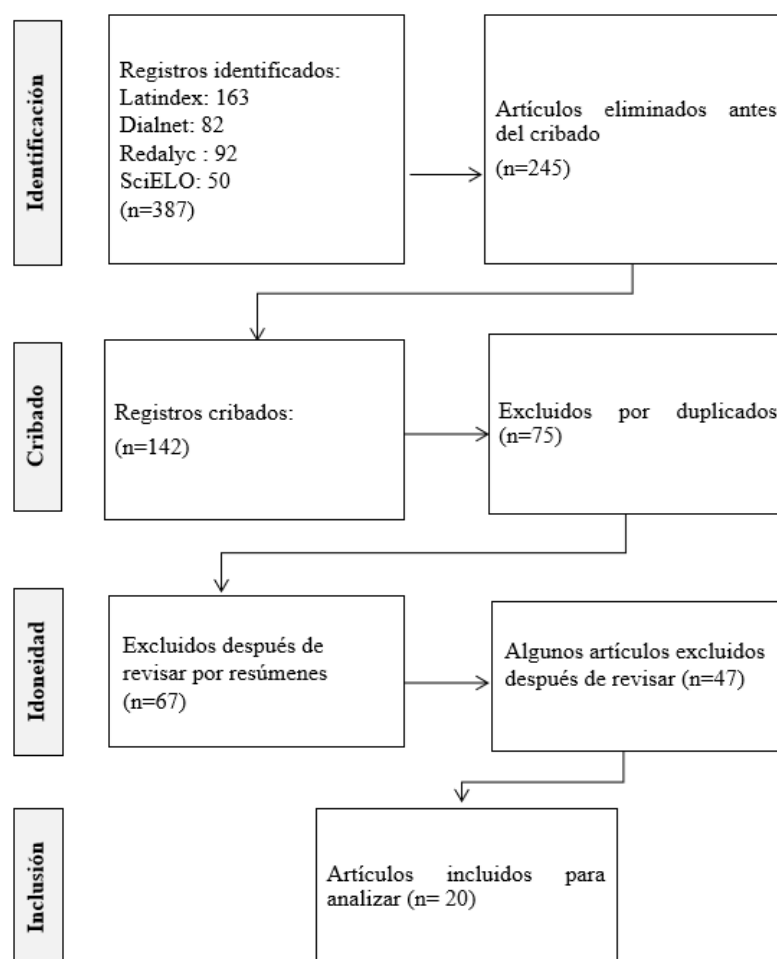 Identificación
Registros identificados:
Latindex: 163
Dialnet: 82
Redalyc : 92
SciELO: 50
(n=387)
Artículos eliminados antes
del cribado
(n=245)
Cribado
Registros cribados:
(n=142)
Excluidos por duplicados
(n=75)
Idoneidad
Excluidos después de
revisar por resúmenes
(n=67)
Algunos artículos excluidos
después de revisar (n=47)
Inclusión
Artículos incluidos para
analizar (n= 20)